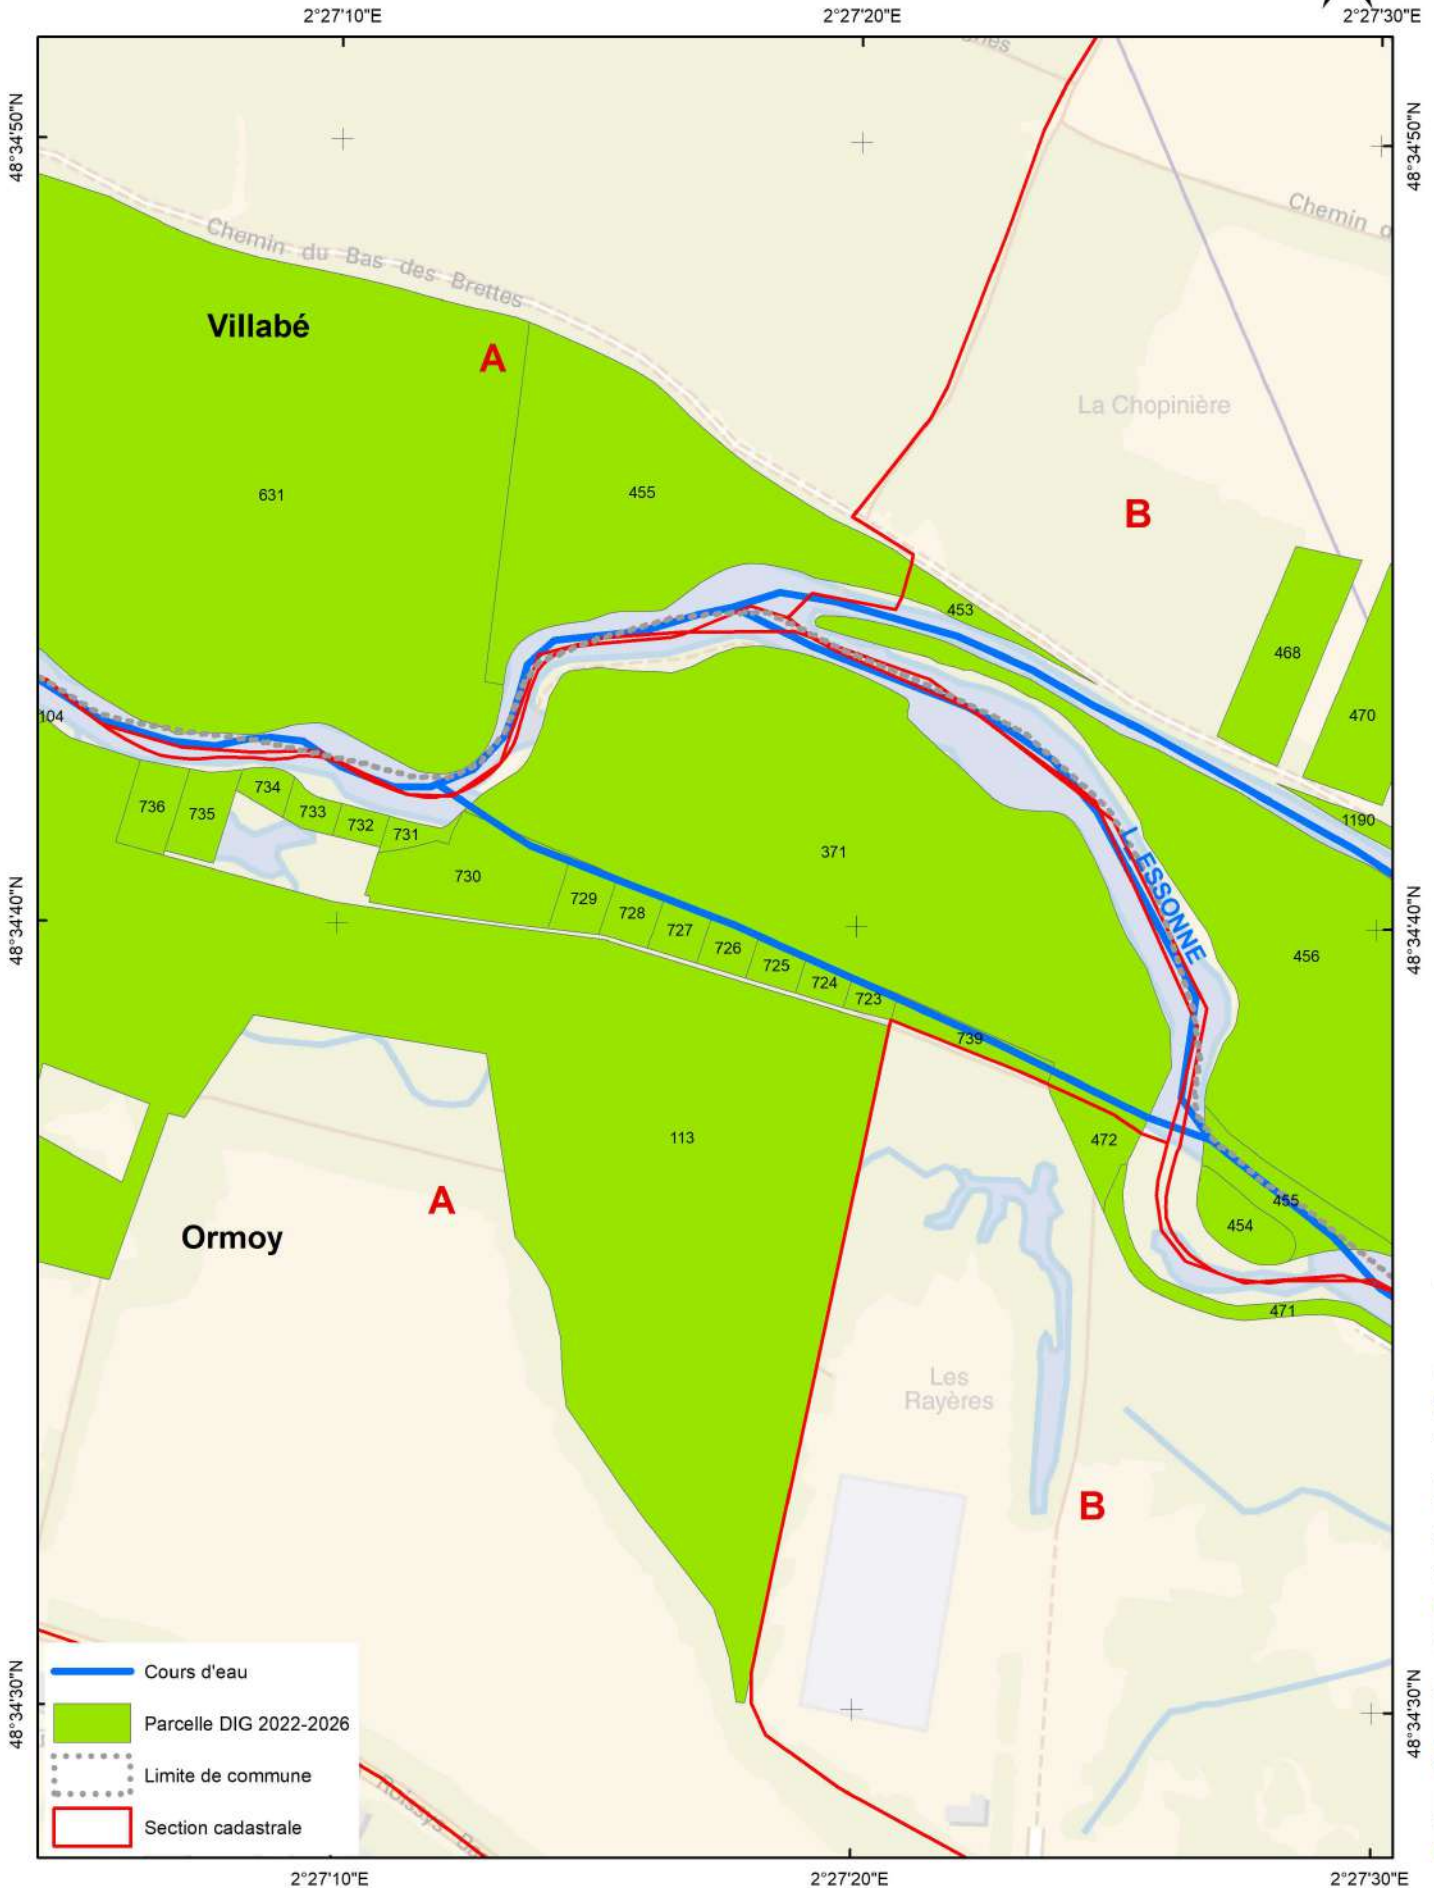 2°27'10"E
2°27'20"E
2°27'30"E
48°34'50"N
48°34'50"N
Chemin d
Chemin du Bas des Brettes
Villabé
A
La Chopinière
631
455
B
453
468
104
470
736
735
734
733
732
731
1190
371
730
L ESSONNE
729
728
727
726
725
724
723
48°34'40"N
48°34'40"N
456
739
113
472
A
455
454
Ormoy
471
Les
Rayères
B
48°34'30"N
48°34'30"N
Cours d'eau
Parcelle DIG 2022-2026
Limite de commune
Section cadastrale
2°27'10"E
2°27'20"E
2°27'30"E